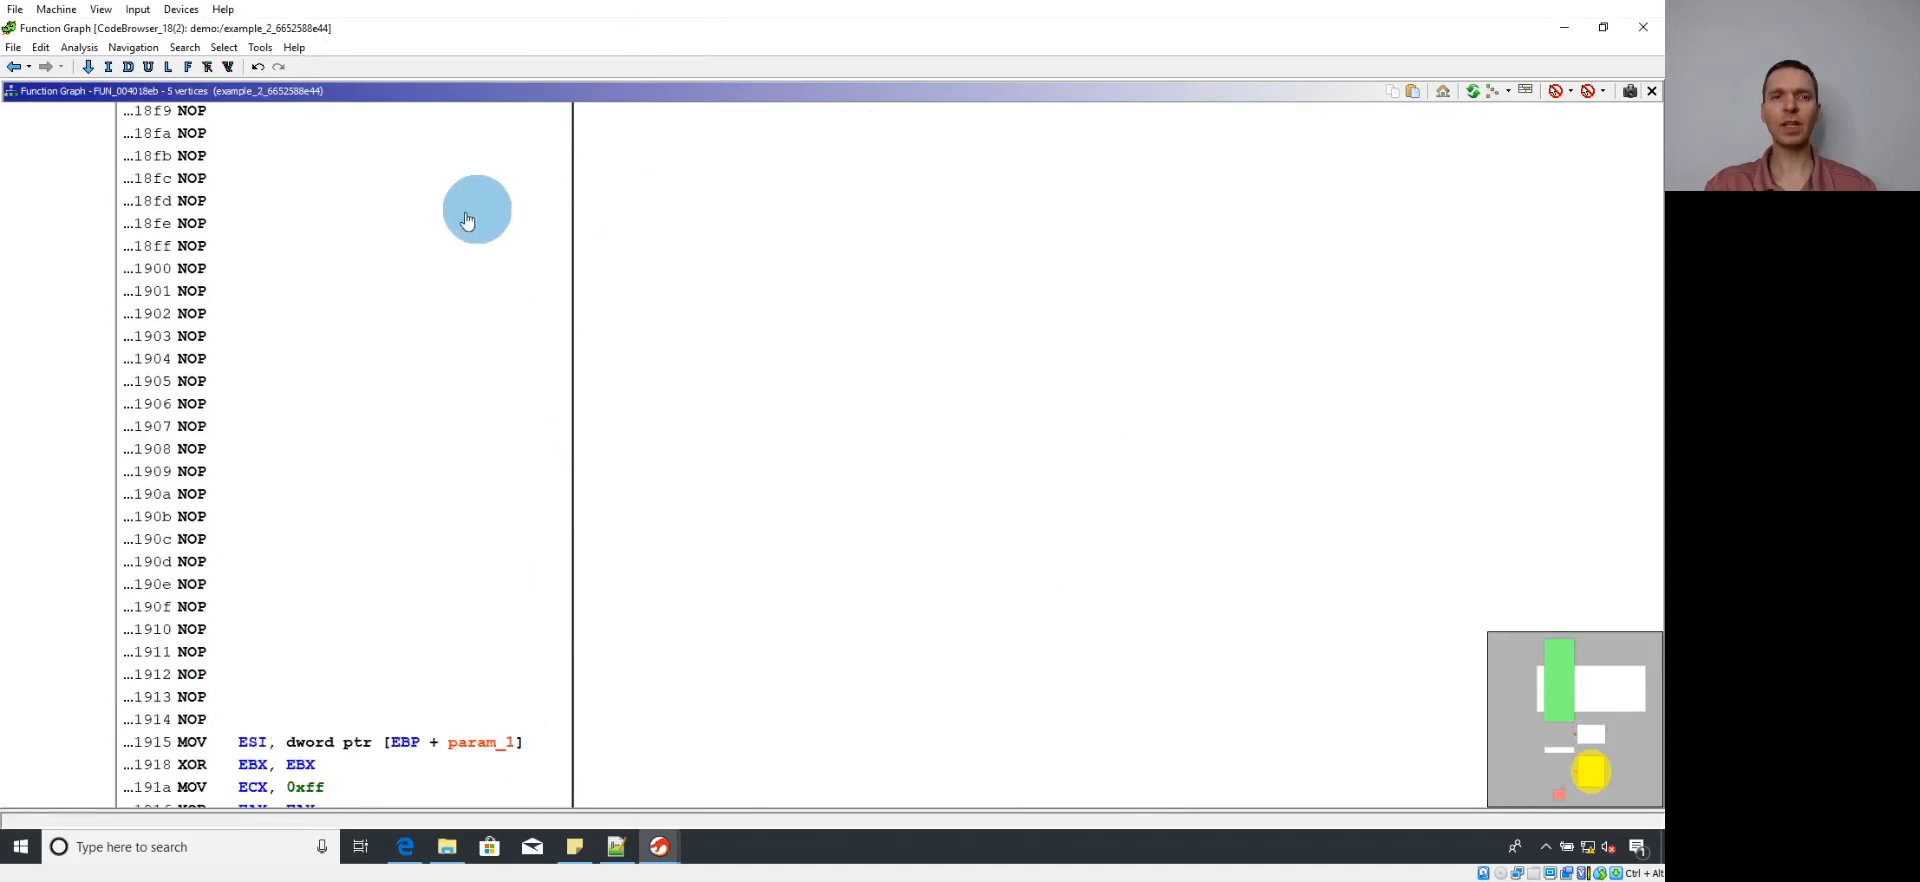 File Machine View Input Devices Help
Function Graph [CodeBrowser_18(2): demo:/example_2_6652588e44]
File Edit Analysis Navigation Search Select Tools Help
I D U L F
Function Graph - FUN_004018eb - 5 vertices (example_2_6652588e44)
...18f9 NOP
...18fa NOP
...18fb NOP
...18fc NOP
...18fd NOP
...18fe NOP
...18ff NOP
...1900 NOP
...1901 NOP
...1902 NOP
...1903 NOP
...1904 NOP
...1905 NOP
...1906 NOP
...1907 NOP
...1908 NOP
...1909 NOP
...190a NOP
...190b NOP
...190c NOP
...190d NOP
...190e NOP
...190f NOP
...1910 NOP
...1911 NOP
...1912 NOP
...1913 NOP
...1914 NOP
...1915 MOV ESI, dword ptr [EBP + param_1]
...1918 XOR EBX, EBX
...191a MOV ECX, 0xff
Type here to search
1
Ctrl + Alt